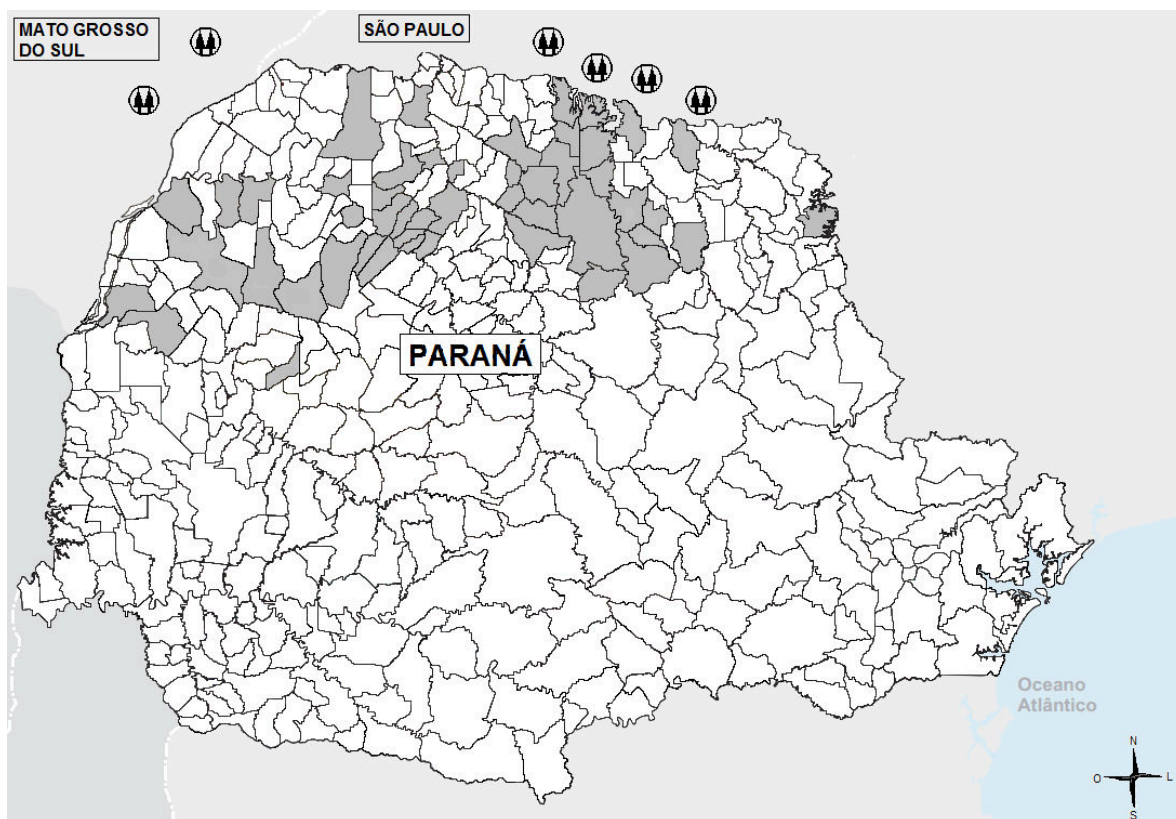 MATO GROSSO
DO SUL
SÃO PAULO
PARANÁ
Oceano
Atlântico
N
O
L
S